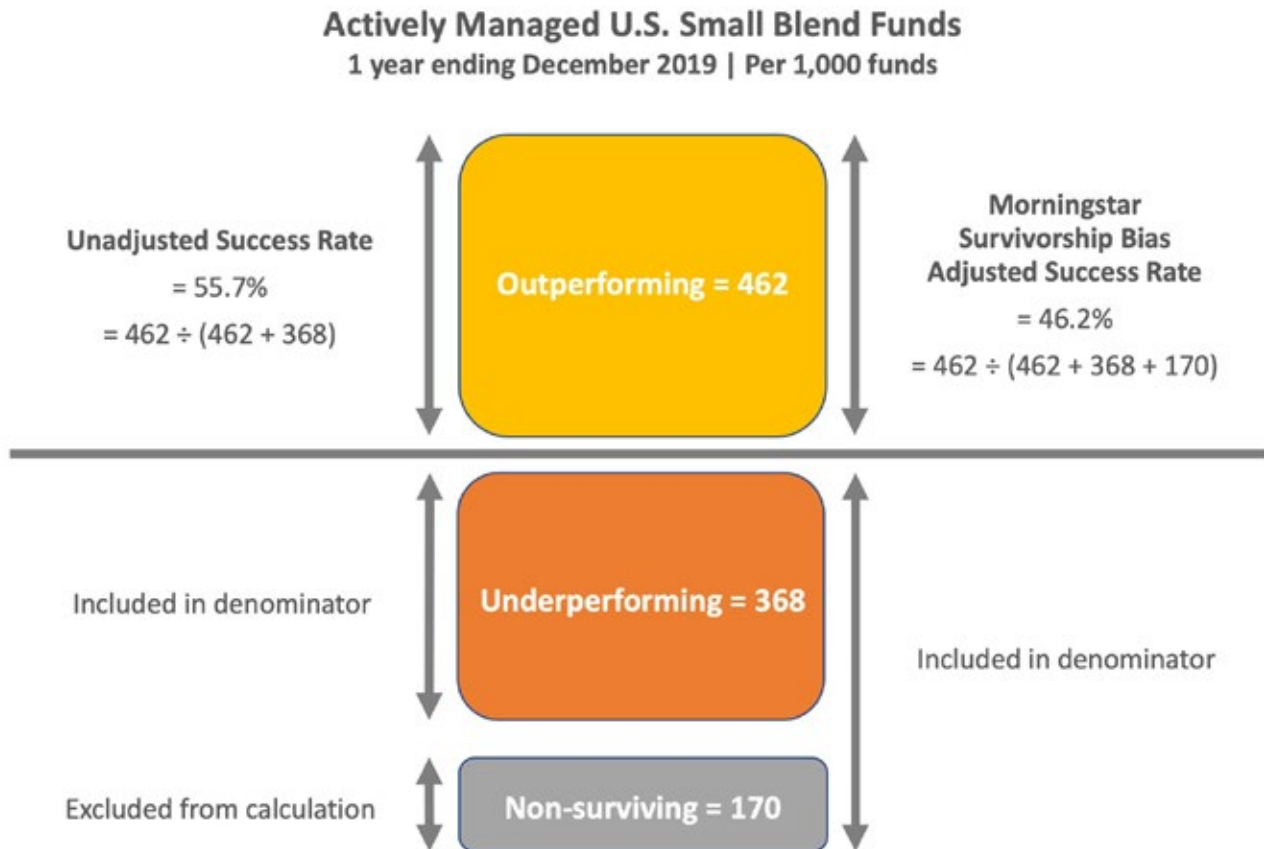 Actively Managed U.S. Small Blend Funds
1 year ending December 2019 | Per 1,000 funds
Unadjusted Success Rate
= 55.7%
= 462 ÷ (462 + 368)
Outperforming = 462
Morningstar
Survivorship Bias
Adjusted Success Rate
= 46.2%
= 462 ÷ (462 + 368 + 170)
Included in denominator
Underperforming = 368
Included in denominator
Excluded from calculation
Non-surviving = 170